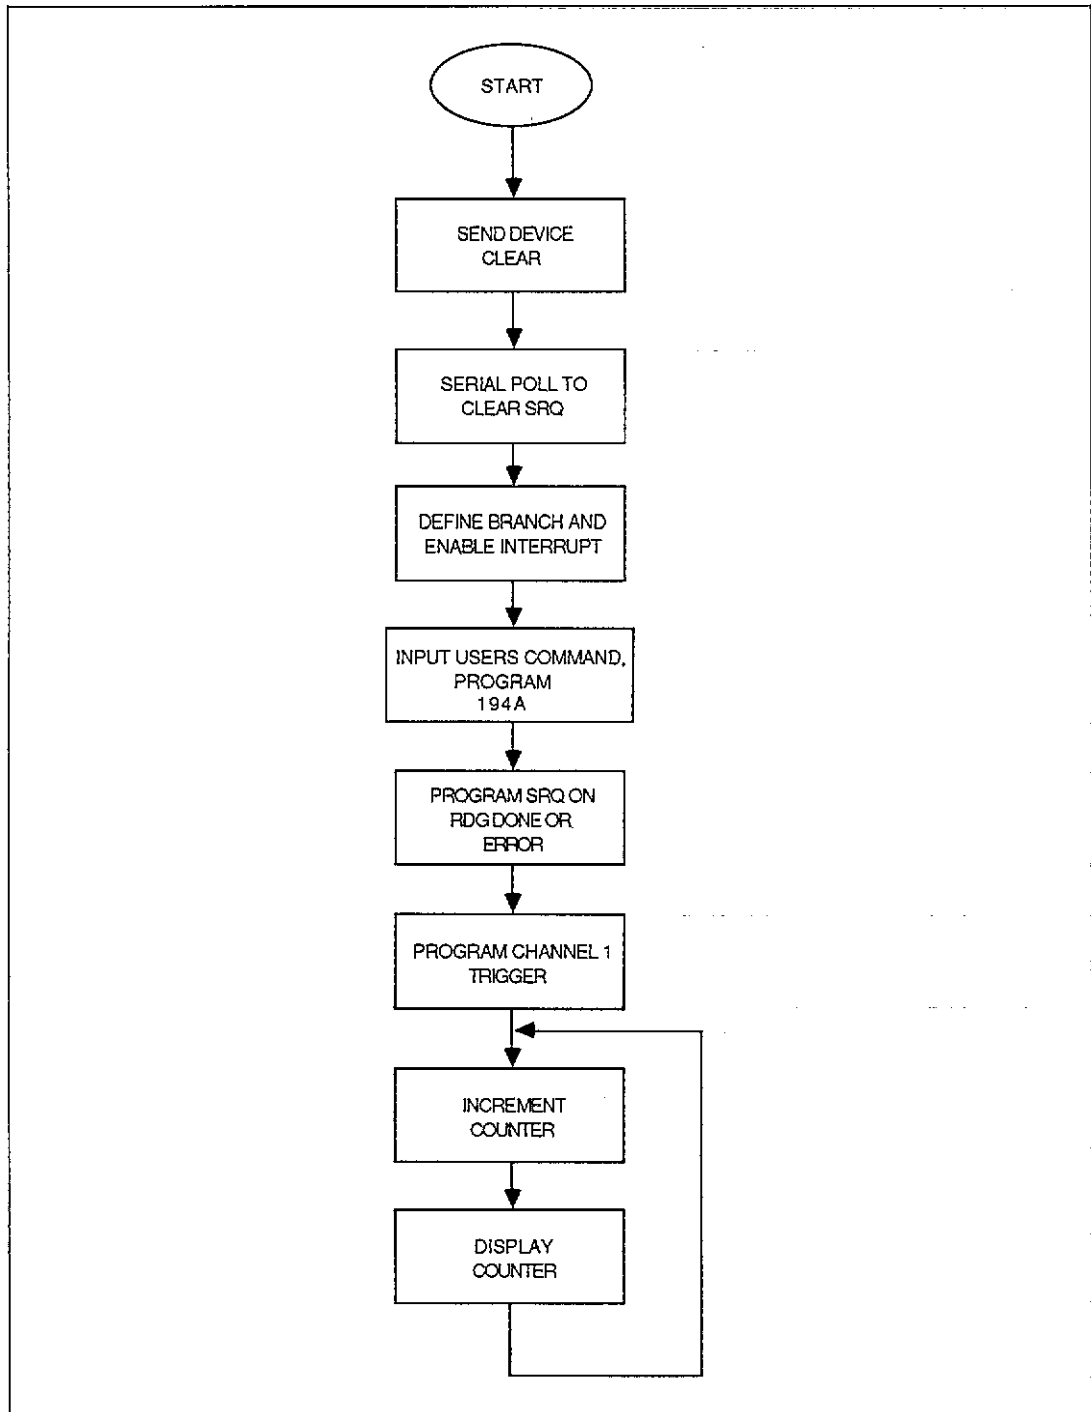 START
SEND DEVICE
CLEAR
SERIAL POLL TO
CLEAR SRQ
DEFINE BRANCH AND
ENABLE INTERRUPT
INPUT USERS COMMAND,
PROGRAM
194A
PROGRAM SRQ ON
RDG DONE OR
ERROR
PROGRAM CHANNEL 1
TRIGGER
INCREMENT
COUNTER
DISPLAY
COUNTER